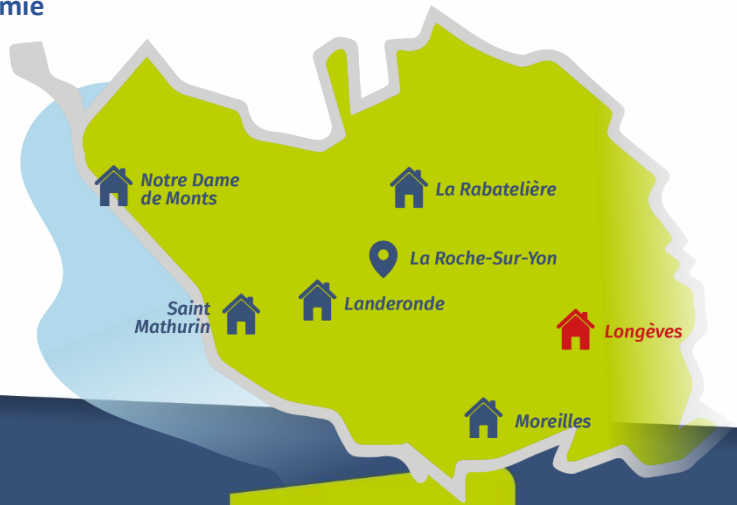 mie
Notre Dame
de Monts
La Rabatelière
La Roche-Sur-Yon
Saint
Mathurin
Landeronde
Longèves
Moreilles